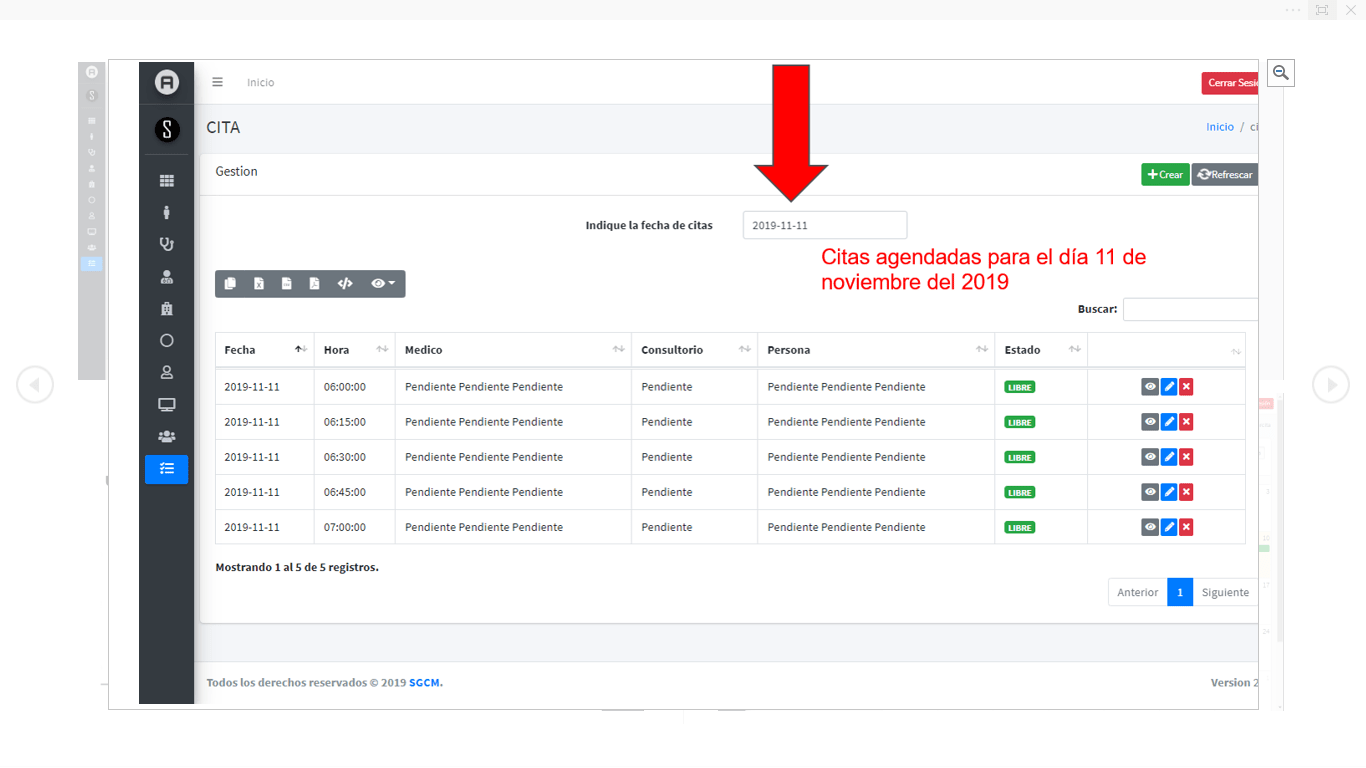 Inicio
Cerrar Sesi
CITA
Inicio / ci
Gestion
Crear
Refrescar
Indique la fecha de citas
2019-11-11
Citas agendadas para el día 11 de
noviembre del 2019
Buscar:
Fecha Hora Medico Consultorio Persona Estado
2019-11-11 06:00:00 Pendiente Pendiente Pendiente Pendiente Pendiente Pendiente Pendiente LIBRE
2019-11-11 06:15:00 Pendiente Pendiente Pendiente Pendiente Pendiente Pendiente Pendiente LIBRE
2019-11-11 06:30:00 Pendiente Pendiente Pendiente Pendiente Pendiente Pendiente Pendiente LIBRE
2019-11-11 06:45:00 Pendiente Pendiente Pendiente Pendiente Pendiente Pendiente Pendiente LIBRE
2019-11-11 07:00:00 Pendiente Pendiente Pendiente Pendiente Pendiente Pendiente Pendiente LIBRE
Mostrando 1 al 5 de 5 registros.
Anterior 1 Siguiente
Todos los derechos reservados © 2019 SGCM.
Version 2